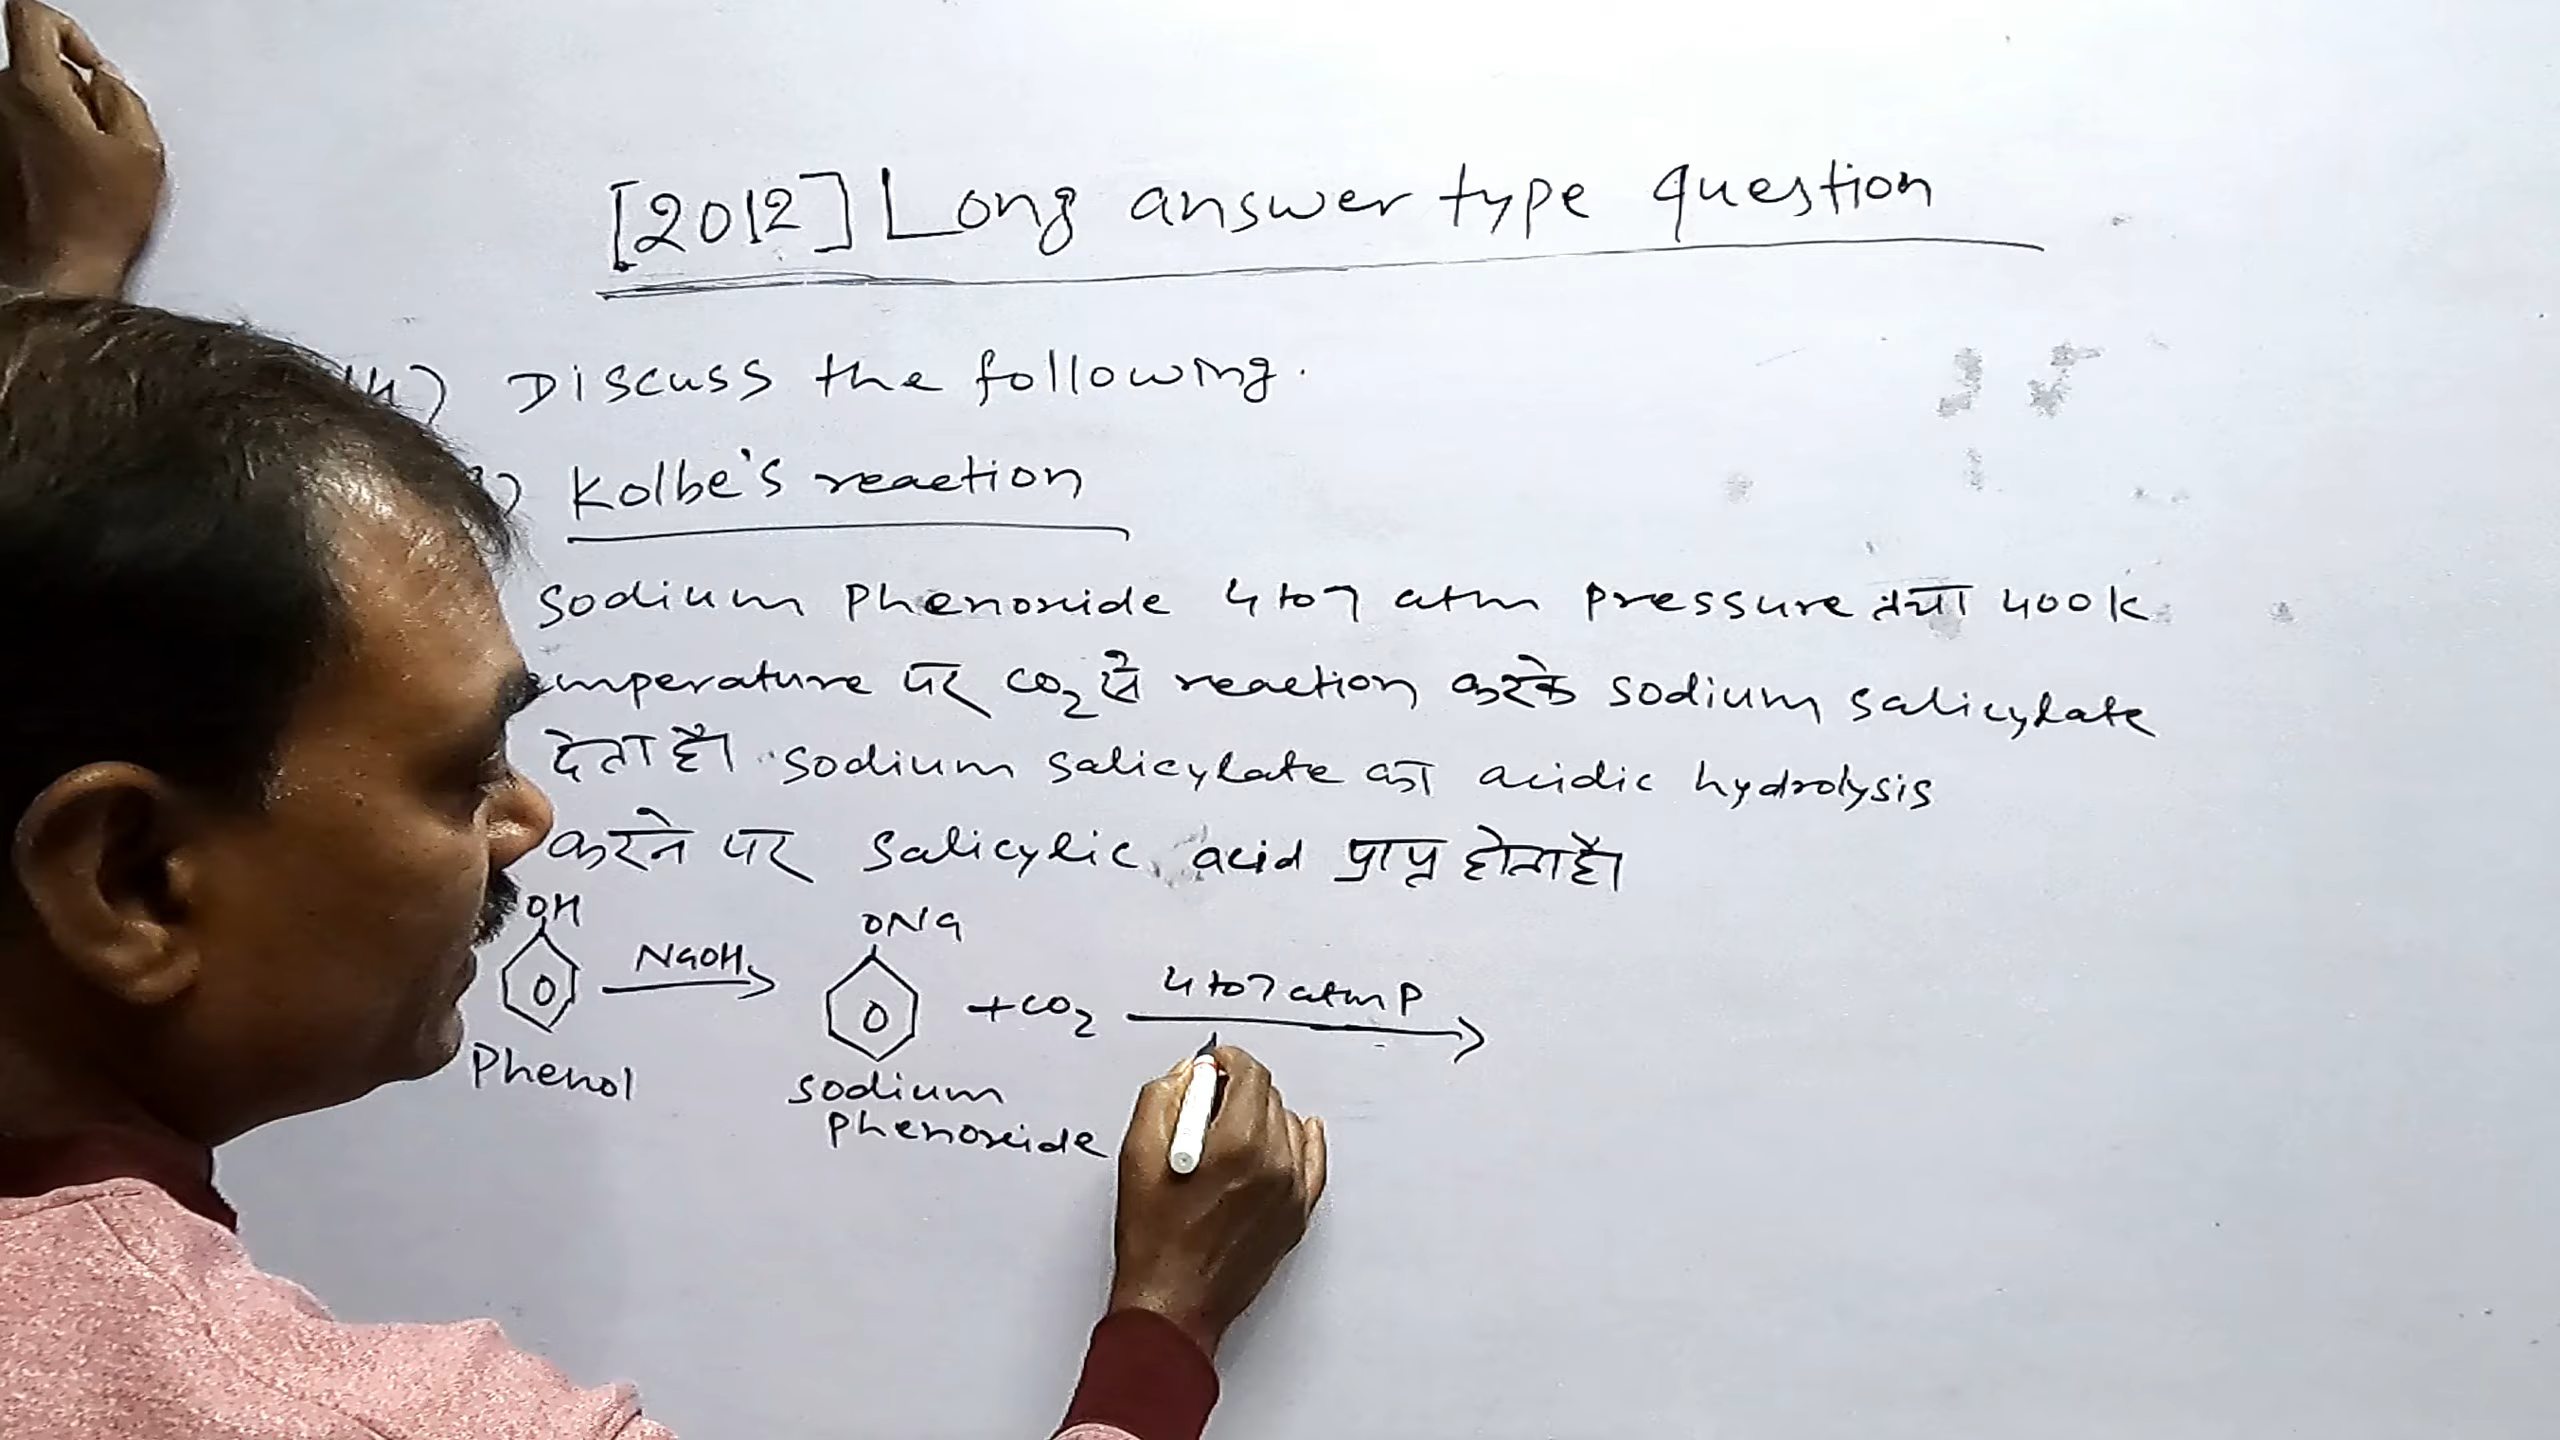 [2012] Long answer type question
) Discuss the following.
) Kolbe's reaction
Sodium Phenoxide 4 to 7 atm Pressure तथा 400K
emperature पर CO2 से reaction करके sodium salicylate
देता है। sodium salicylate का acidic hydrolysis
करने पर salicylic acid प्राप्त होता है।
OH
ONa
NaOH
+CO2
4 to 7 atm P
Phenol
sodium
Phenoxide